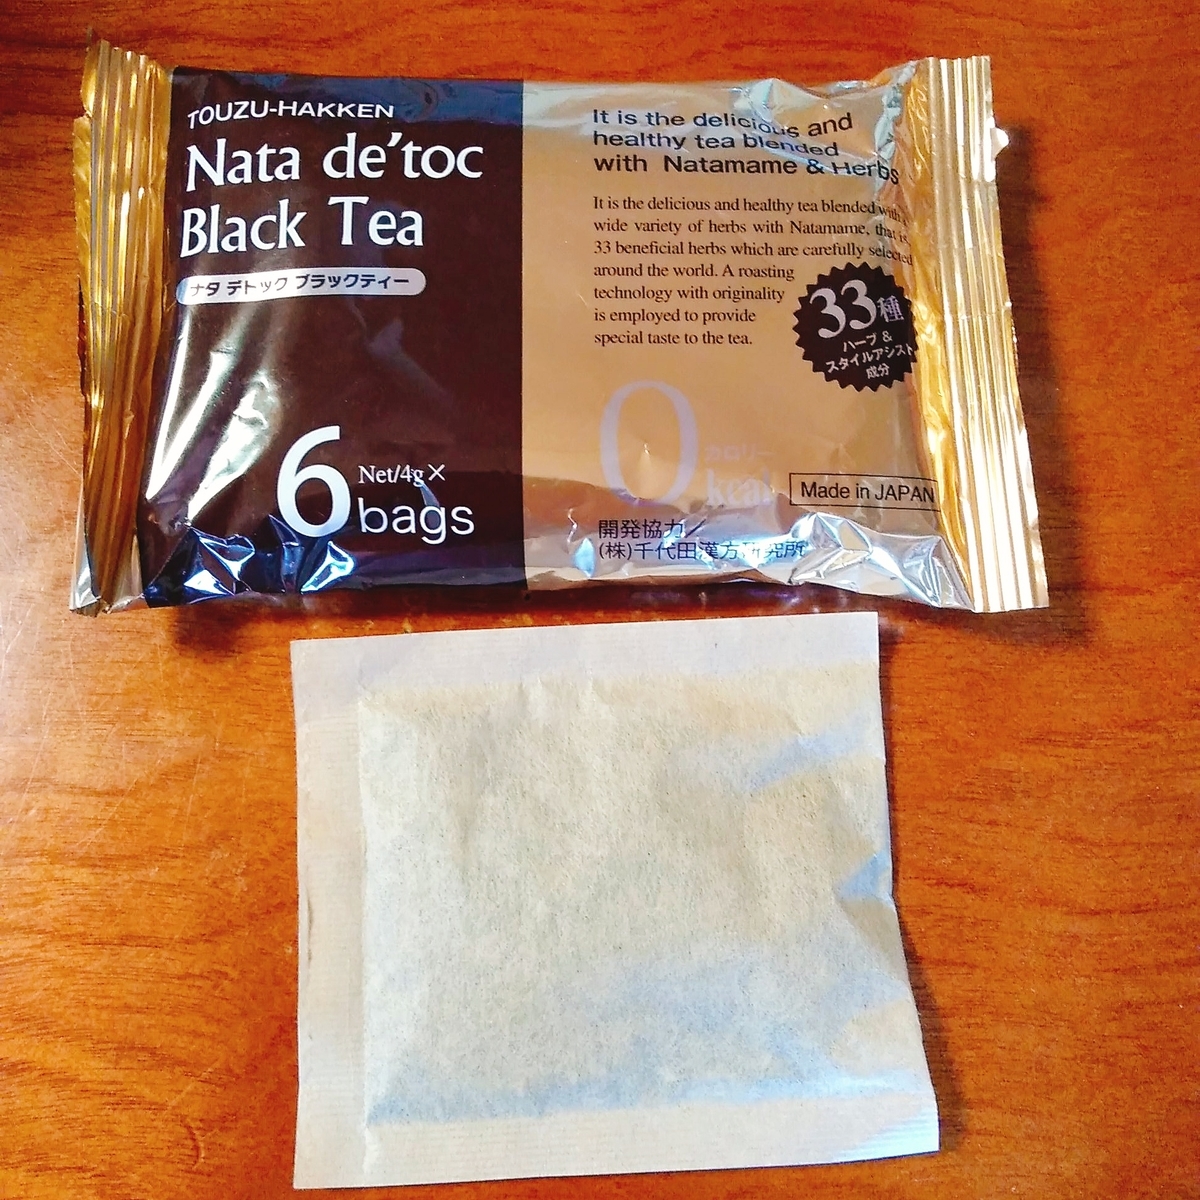 TOUZU-HAKKEN
Nata de'toc
Black Tea
ナタ デトック ブラックティー
6
Net/4g×
bags
It is the delicious and
healthy tea blended
with Natamame & Herbs
It is the delicious and healthy tea blended with a
wide variety of herbs with Natamame, that is,
33 beneficial herbs which are carefully selected
around the world. A roasting
technology with originality
is employed to provide
special taste to the tea.
33種
ハーブ &
スタイルアシスト
成分
0
カロリー
kcal
Made in JAPAN
開発協力/
(株)千代田漢方研究所